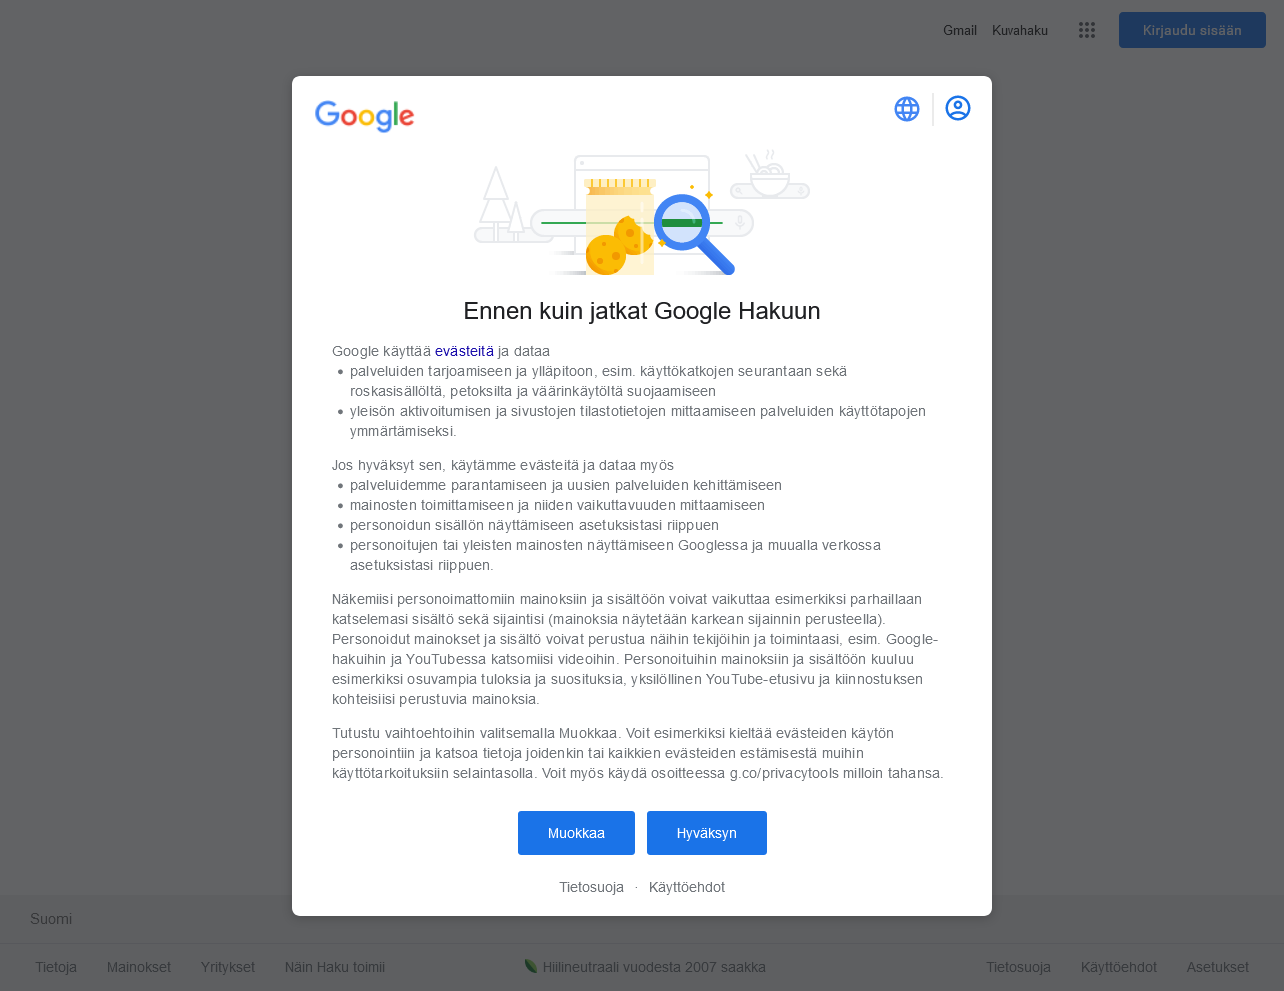 Gmail Kuvahaku Kirjaudu sisään
Google
Ennen kuin jatkat Google Hakuun
Google käyttää evästeitä ja dataa
palveluiden tarjoamiseen ja ylläpitoon, esim. käyttökatkojen seurantaan sekä
roskasisällöltä, petoksilta ja väärinkäytöltä suojaamiseen
yleisön aktivoitumisen ja sivustojen tilastotietojen mittaamiseen palveluiden käyttötapojen
ymmärtämiseksi.
Jos hyväksyt sen, käytämme evästeitä ja dataa myös
palveluidemme parantamiseen ja uusien palveluiden kehittämiseen
mainosten toimittamiseen ja niiden vaikuttavuuden mittaamiseen
personoidun sisällön näyttämiseen asetuksistasi riippuen
personoitujen tai yleisten mainosten näyttämiseen Googlessa ja muualla verkossa
asetuksistasi riippuen.
Näkemiisi personoimattomiin mainoksiin ja sisältöön voivat vaikuttaa esimerkiksi parhaillaan
katselemasi sisältö sekä sijaintisi (mainoksia näytetään karkean sijainnin perusteella).
Personoidut mainokset ja sisältö voivat perustua näihin tekijöihin ja toimintaasi, esim. Google-
hakuihin ja YouTubessa katsomiisi videoihin. Personoituihin mainoksiin ja sisältöön kuuluu
esimerkiksi osuvampia tuloksia ja suosituksia, yksilöllinen YouTube-etusivu ja kiinnostuksen
kohteisiisi perustuvia mainoksia.
Tutustu vaihtoehtoihin valitsemalla Muokkaa. Voit esimerkiksi kieltää evästeiden käytön
personointiin ja katsoa tietoja joidenkin tai kaikkien evästeiden estämisestä muihin
käyttötarkoituksiin selaintasolla. Voit myös käydä osoitteessa g.co/privacytools milloin tahansa.
Muokkaa Hyväksyn
Tietosuoja · Käyttöehdot
Suomi
Tietoja Mainokset Yritykset Näin Haku toimii Hiilineutraali vuodesta 2007 saakka Tietosuoja Käyttöehdot Asetukset